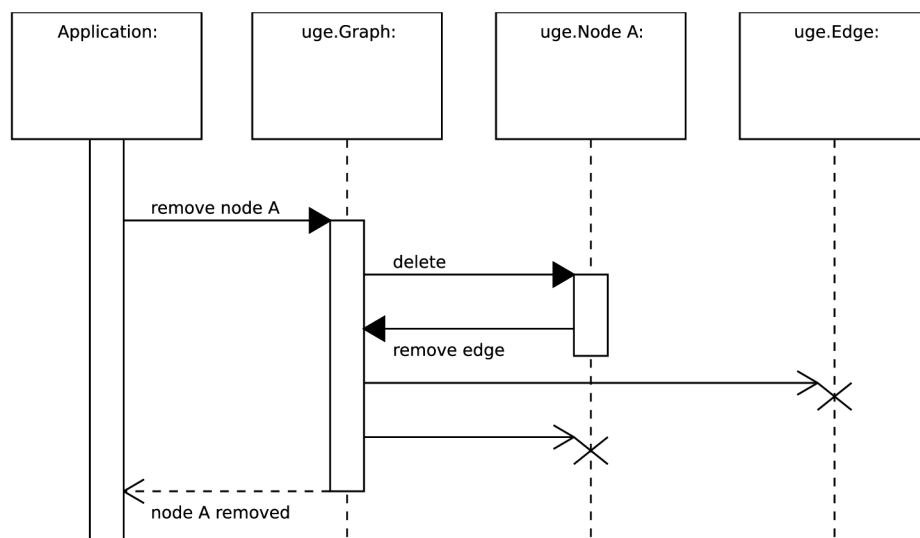 Application:
uge.Graph:
uge.Node A:
uge.Edge:
remove node A
delete
remove edge
node A removed